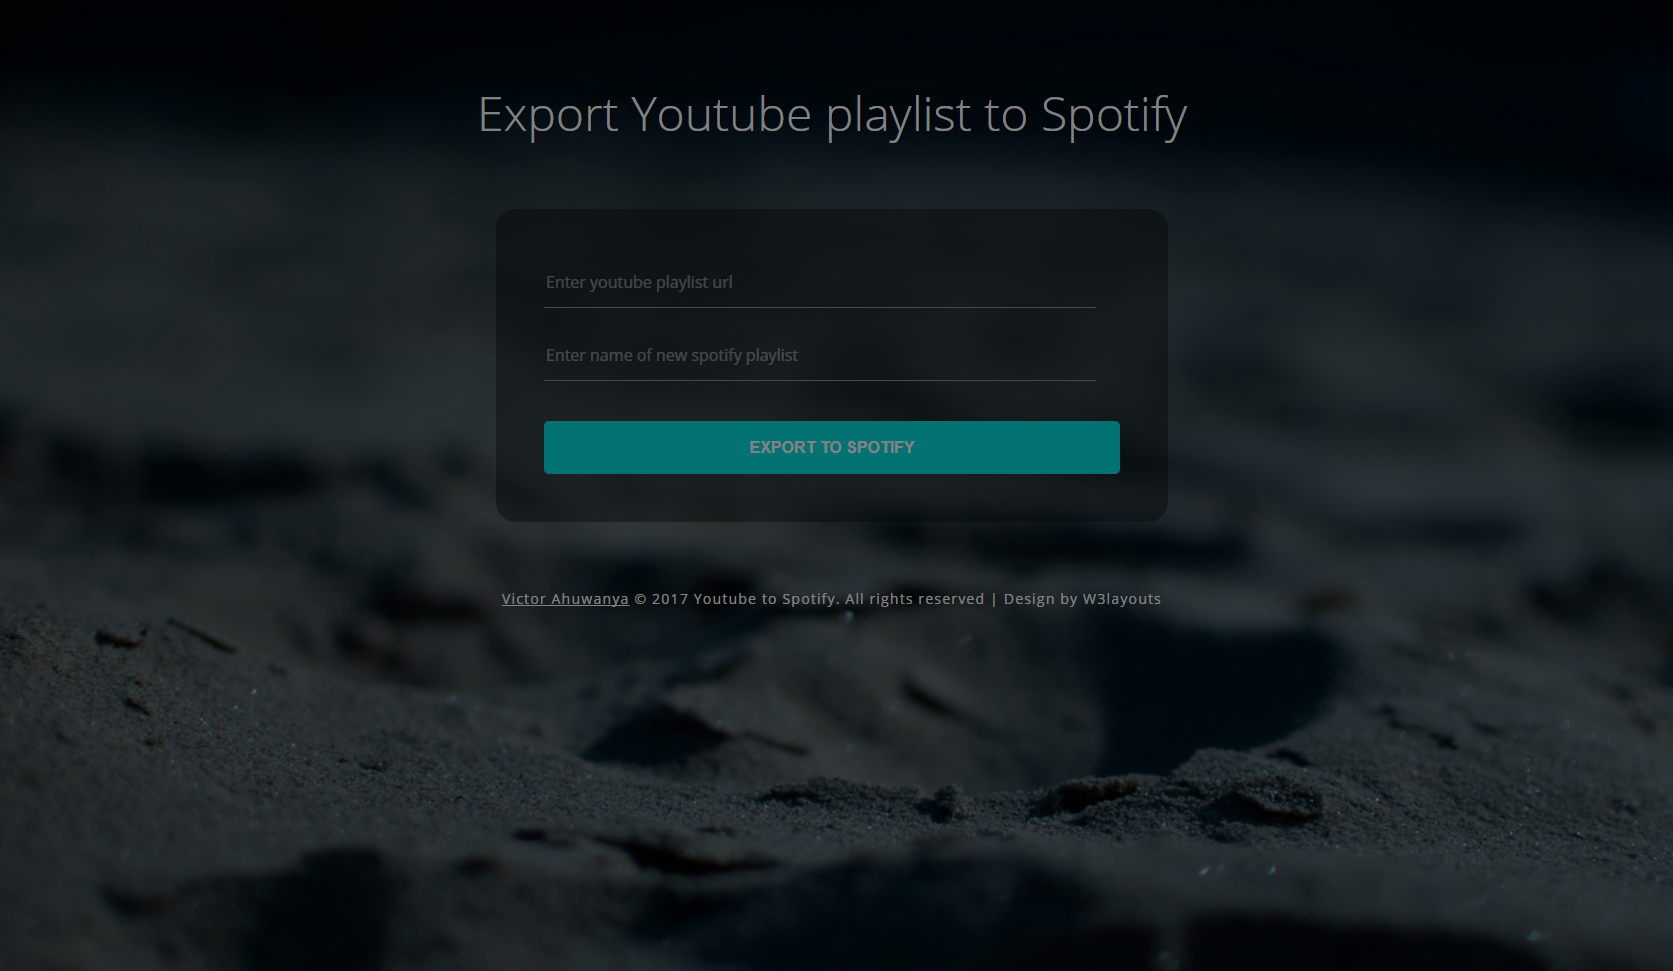 Export Youtube playlist to Spotify
Enter youtube playlist url
Enter name of new spotify playlist
EXPORT TO SPOTIFY
Victor Ahuwanya © 2017 Youtube to Spotify. All rights reserved | Design by W3layouts